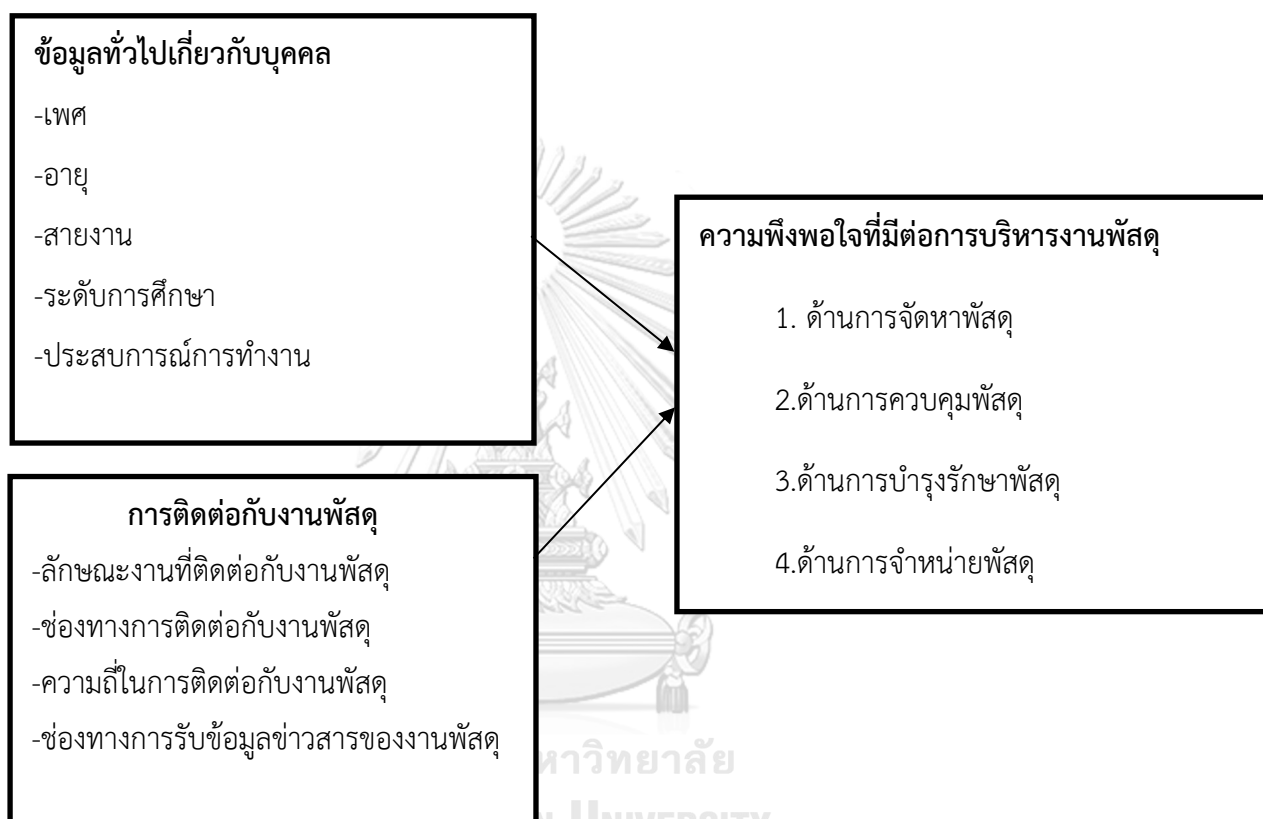 ข้อมูลทั่วไปเกี่ยวกับบุคคล
-เพศ
-อายุ
-สายงาน
-ระดับการศึกษา
-ประสบการณ์การทำงาน
ความพึงพอใจที่มีต่อการบริหารงานพัสดุ
1. ด้านการจัดหาพัสดุ
2.ด้านการควบคุมพัสดุ
3.ด้านการบำรุงรักษาพัสดุ
4.ด้านการจำหน่ายพัสดุ
การติดต่อกับงานพัสดุ
-ลักษณะงานที่ติดต่อกับงานพัสดุ
-ช่องทางการติดต่อกับงานพัสดุ
-ความถี่ในการติดต่อกับงานพัสดุ
-ช่องทางการรับข้อมูลข่าวสารของงานพัสดุ
หาวิทยาลัย
N UNIVERSITY